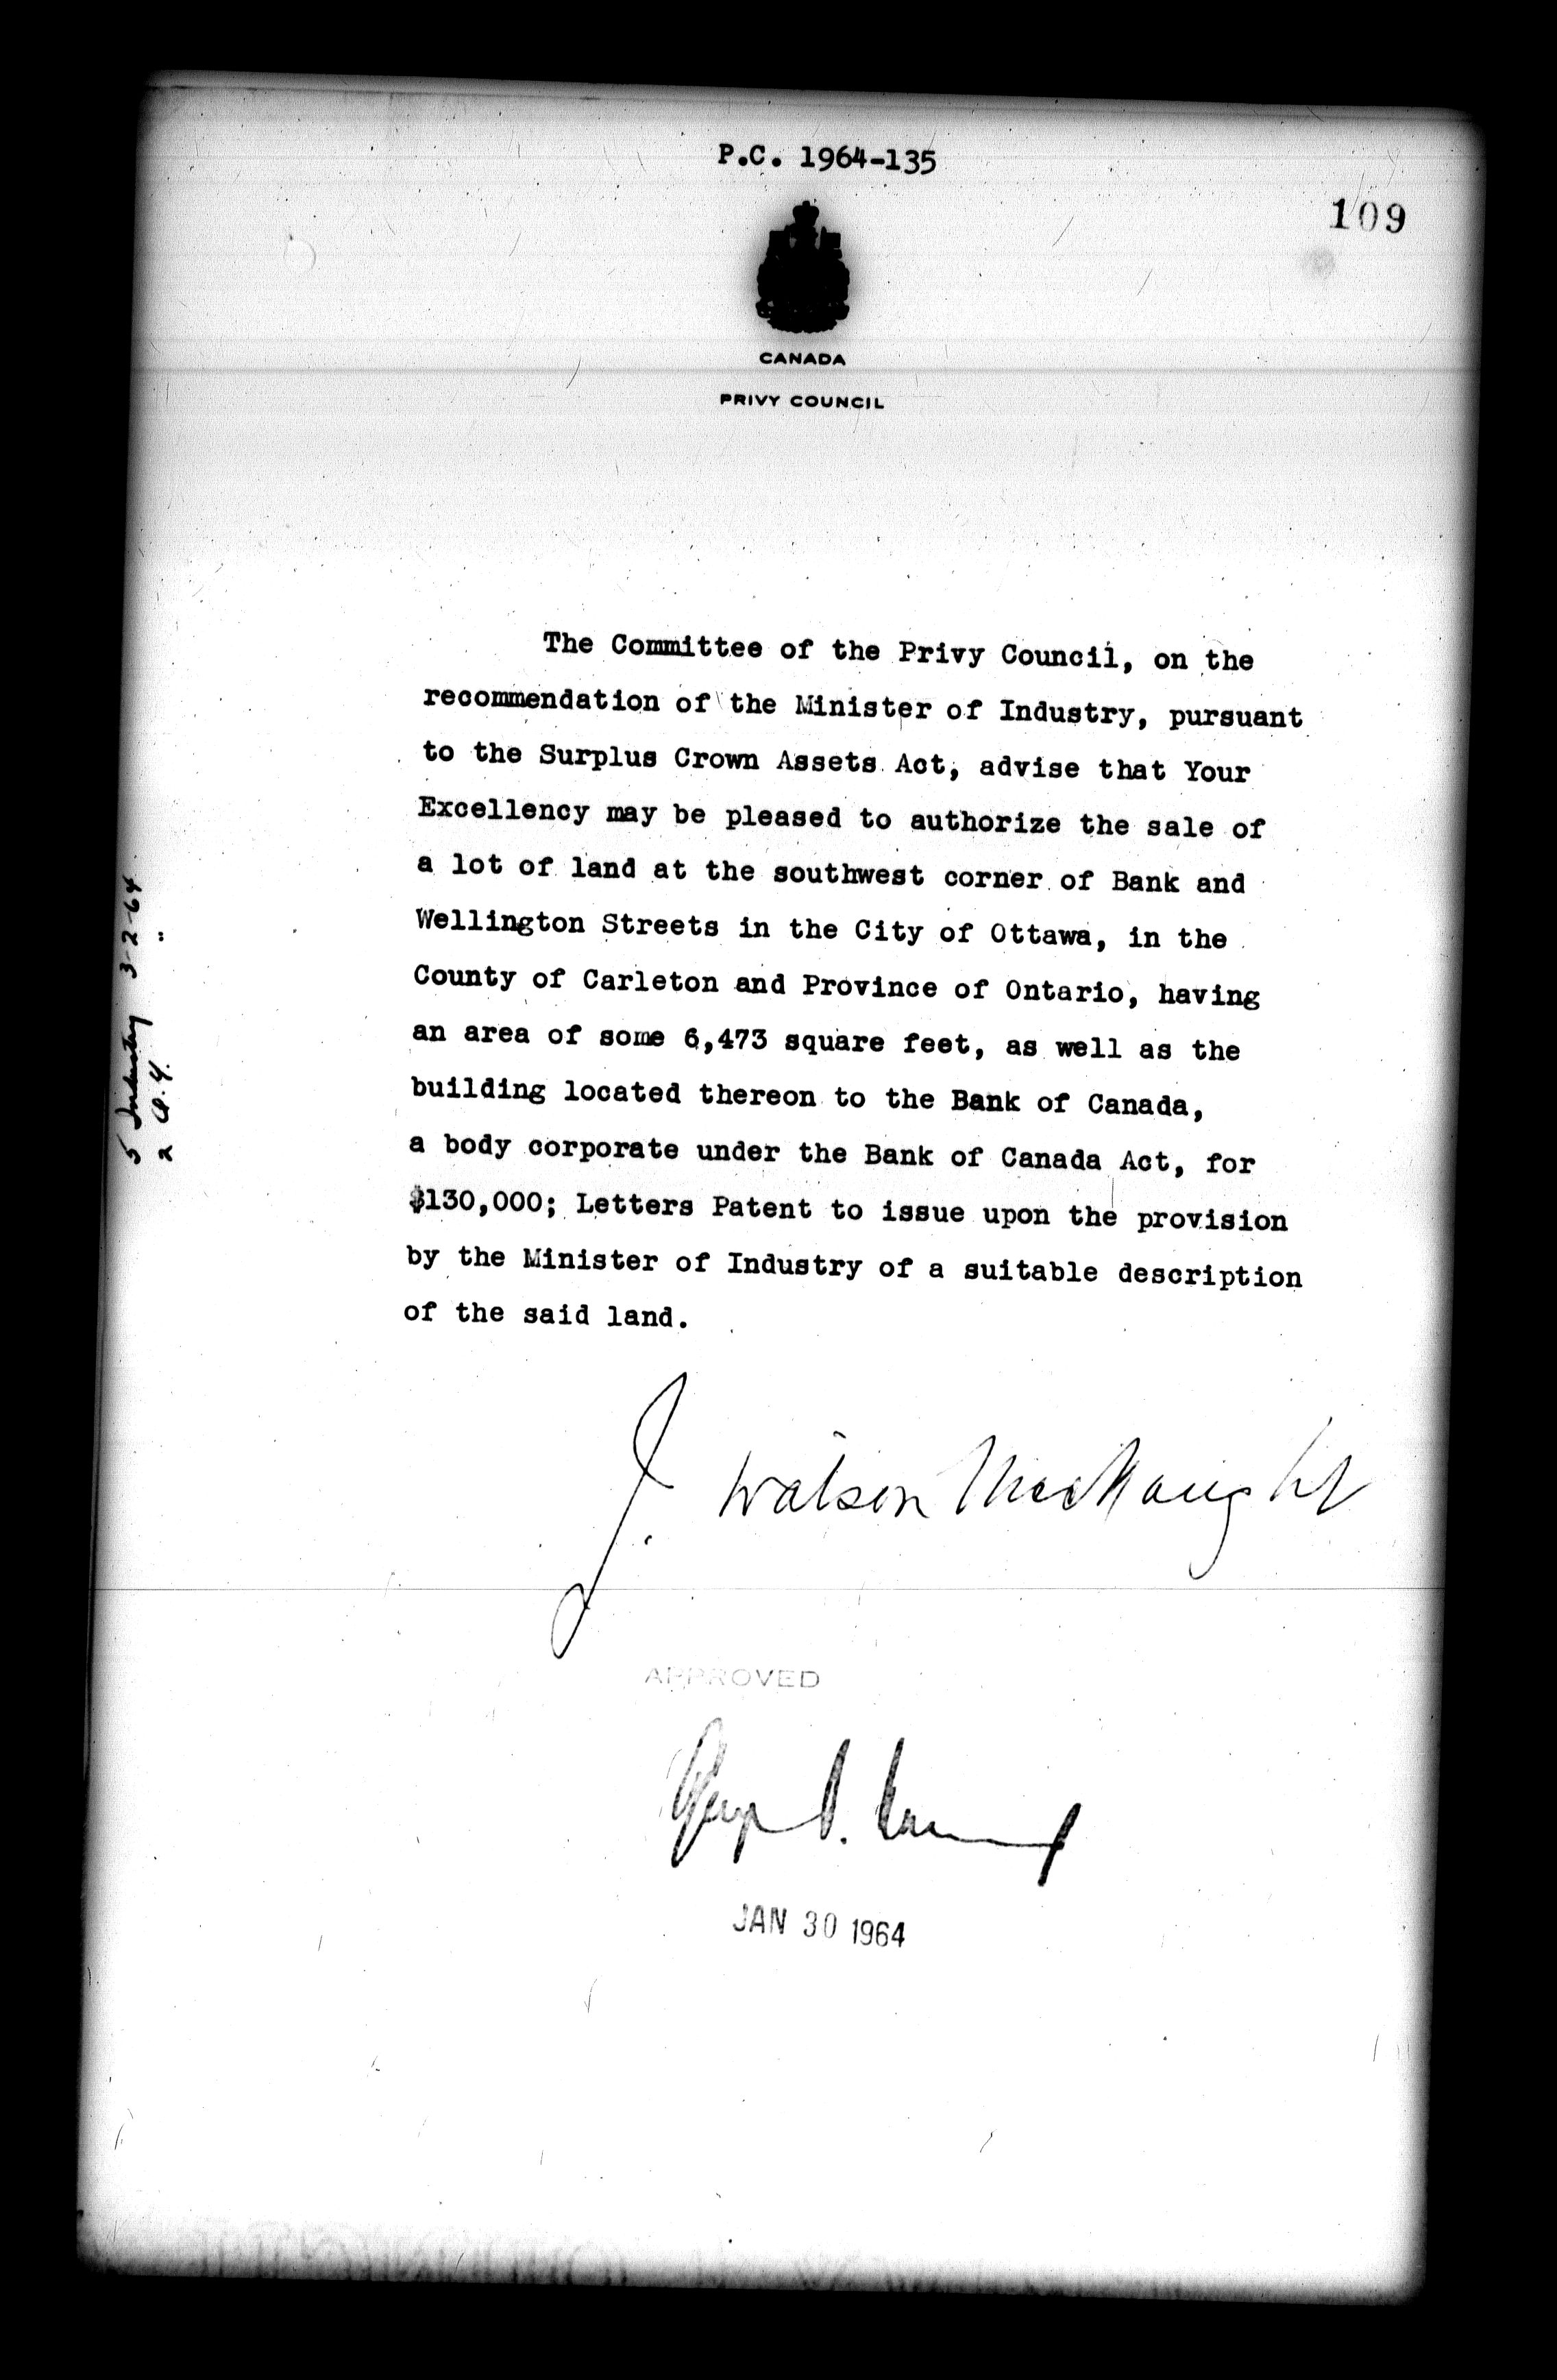 P.C. 1964-135
109
CANADA
PRIVY COUNCIL
The Committee of the Privy Council, on the
recommendation of the Minister of Industry, pursuant
to the Surplus Crown Assets Act, advise that Your
Excellency may be pleased to authorize the sale of
a lot of land at the southwest corner of Bank and
Wellington Streets in the City of Ottawa, in the
County of Carleton and Province of Ontario, having
an area of some 6,473 square feet, as well as the
building located thereon to the Bank of Canada,
a body corporate under the Bank of Canada Act, for
$130,000; Letters Patent to issue upon the provision
by the Minister of Industry of a suitable description
of the said land.
J. Watson MacNaught
APPROVED
JAN 30 1964
5 Industry 3-2-64
2 "